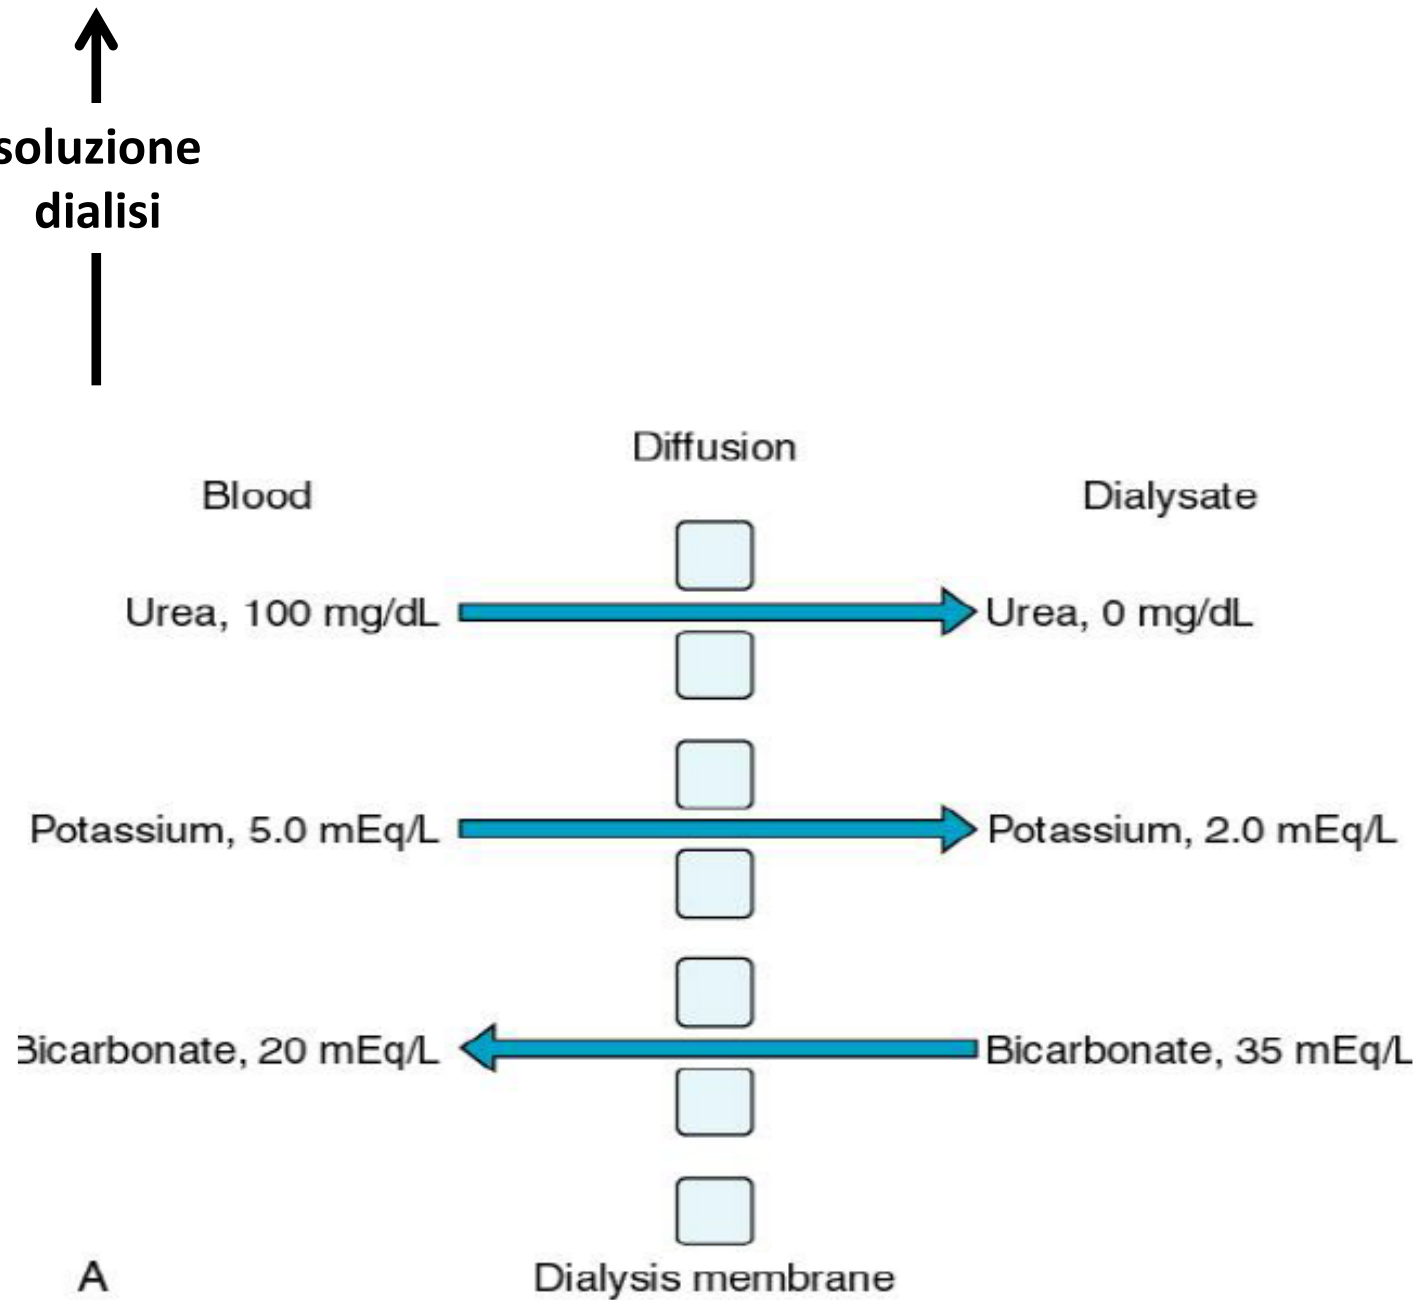 soluzione
dialisi
Diffusion
Blood
Dialysate
Urea, 100 mg/dL
Urea, 0 mg/dL
Potassium, 5.0 mEq/L
Potassium, 2.0 mEq/L
Bicarbonate, 20 mEq/L
Bicarbonate, 35 mEq/L
A
Dialysis membrane